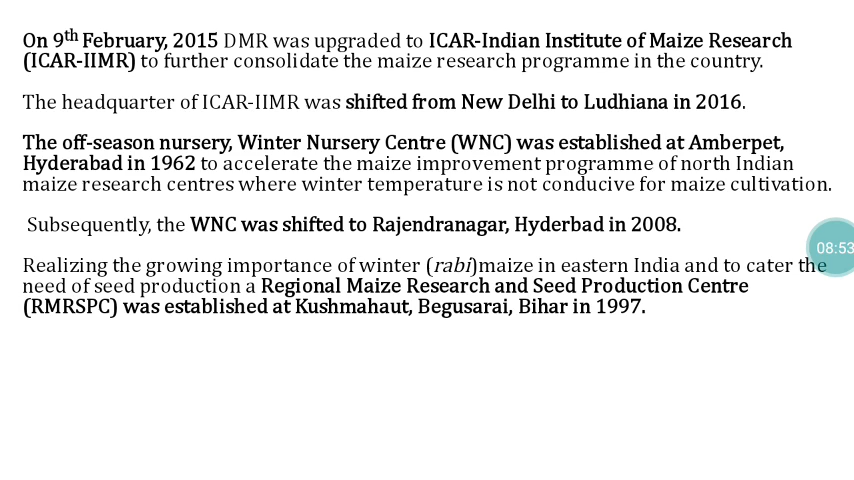 On 9th February, 2015 DMR was upgraded to ICAR-Indian Institute of Maize Research
(ICAR-IIMR) to further consolidate the maize research programme in the country.
The headquarter of ICAR-IIMR was shifted from New Delhi to Ludhiana in 2016.
The off-season nursery, Winter Nursery Centre (WNC) was established at Amberpet,
Hyderabad in 1962 to accelerate the maize improvement programme of north Indian
maize research centres where winter temperature is not conducive for maize cultivation.
Subsequently, the WNC was shifted to Rajendranagar, Hyderbad in 2008.
08:53
Realizing the growing importance of winter (rabi)maize in eastern India and to cater the
need of seed production a Regional Maize Research and Seed Production Centre
(RMRSPC) was established at Kushmahaut, Begusarai, Bihar in 1997.